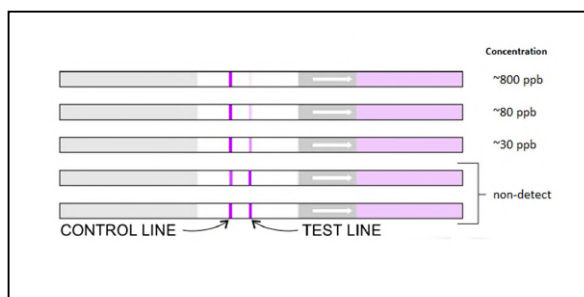 Concentration
~800 ppb
~80 ppb
~30 ppb
non-detect
CONTROL LINE
TEST LINE